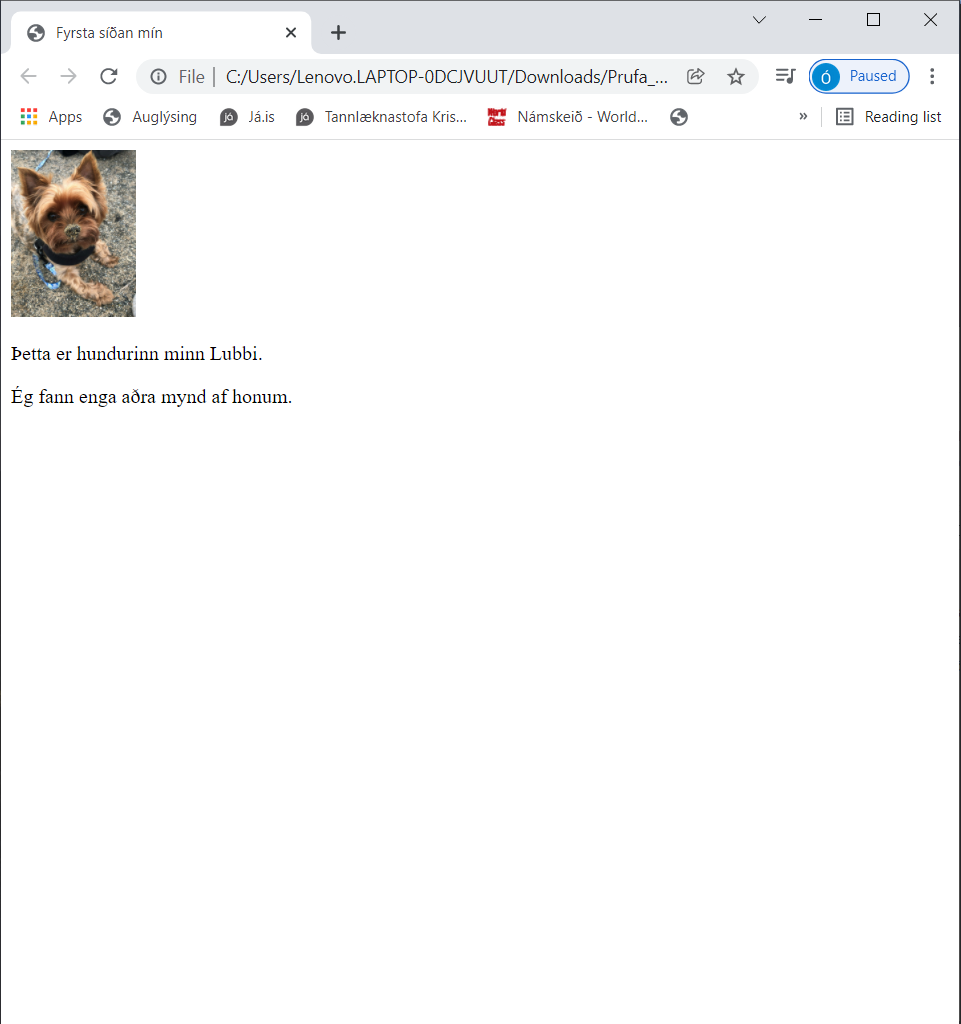 Fyrsta síðan mín
File | C:/Users/Lenovo.LAPTOP-0DCJVUUT/Downloads/Prufa_...
Ó Paused
Apps Auglýsing já Já.is já Tannlæknastofa Kris... World Class Námskeið - World... » Reading list
Þetta er hundurinn minn Lubbi.
Ég fann enga aðra mynd af honum.